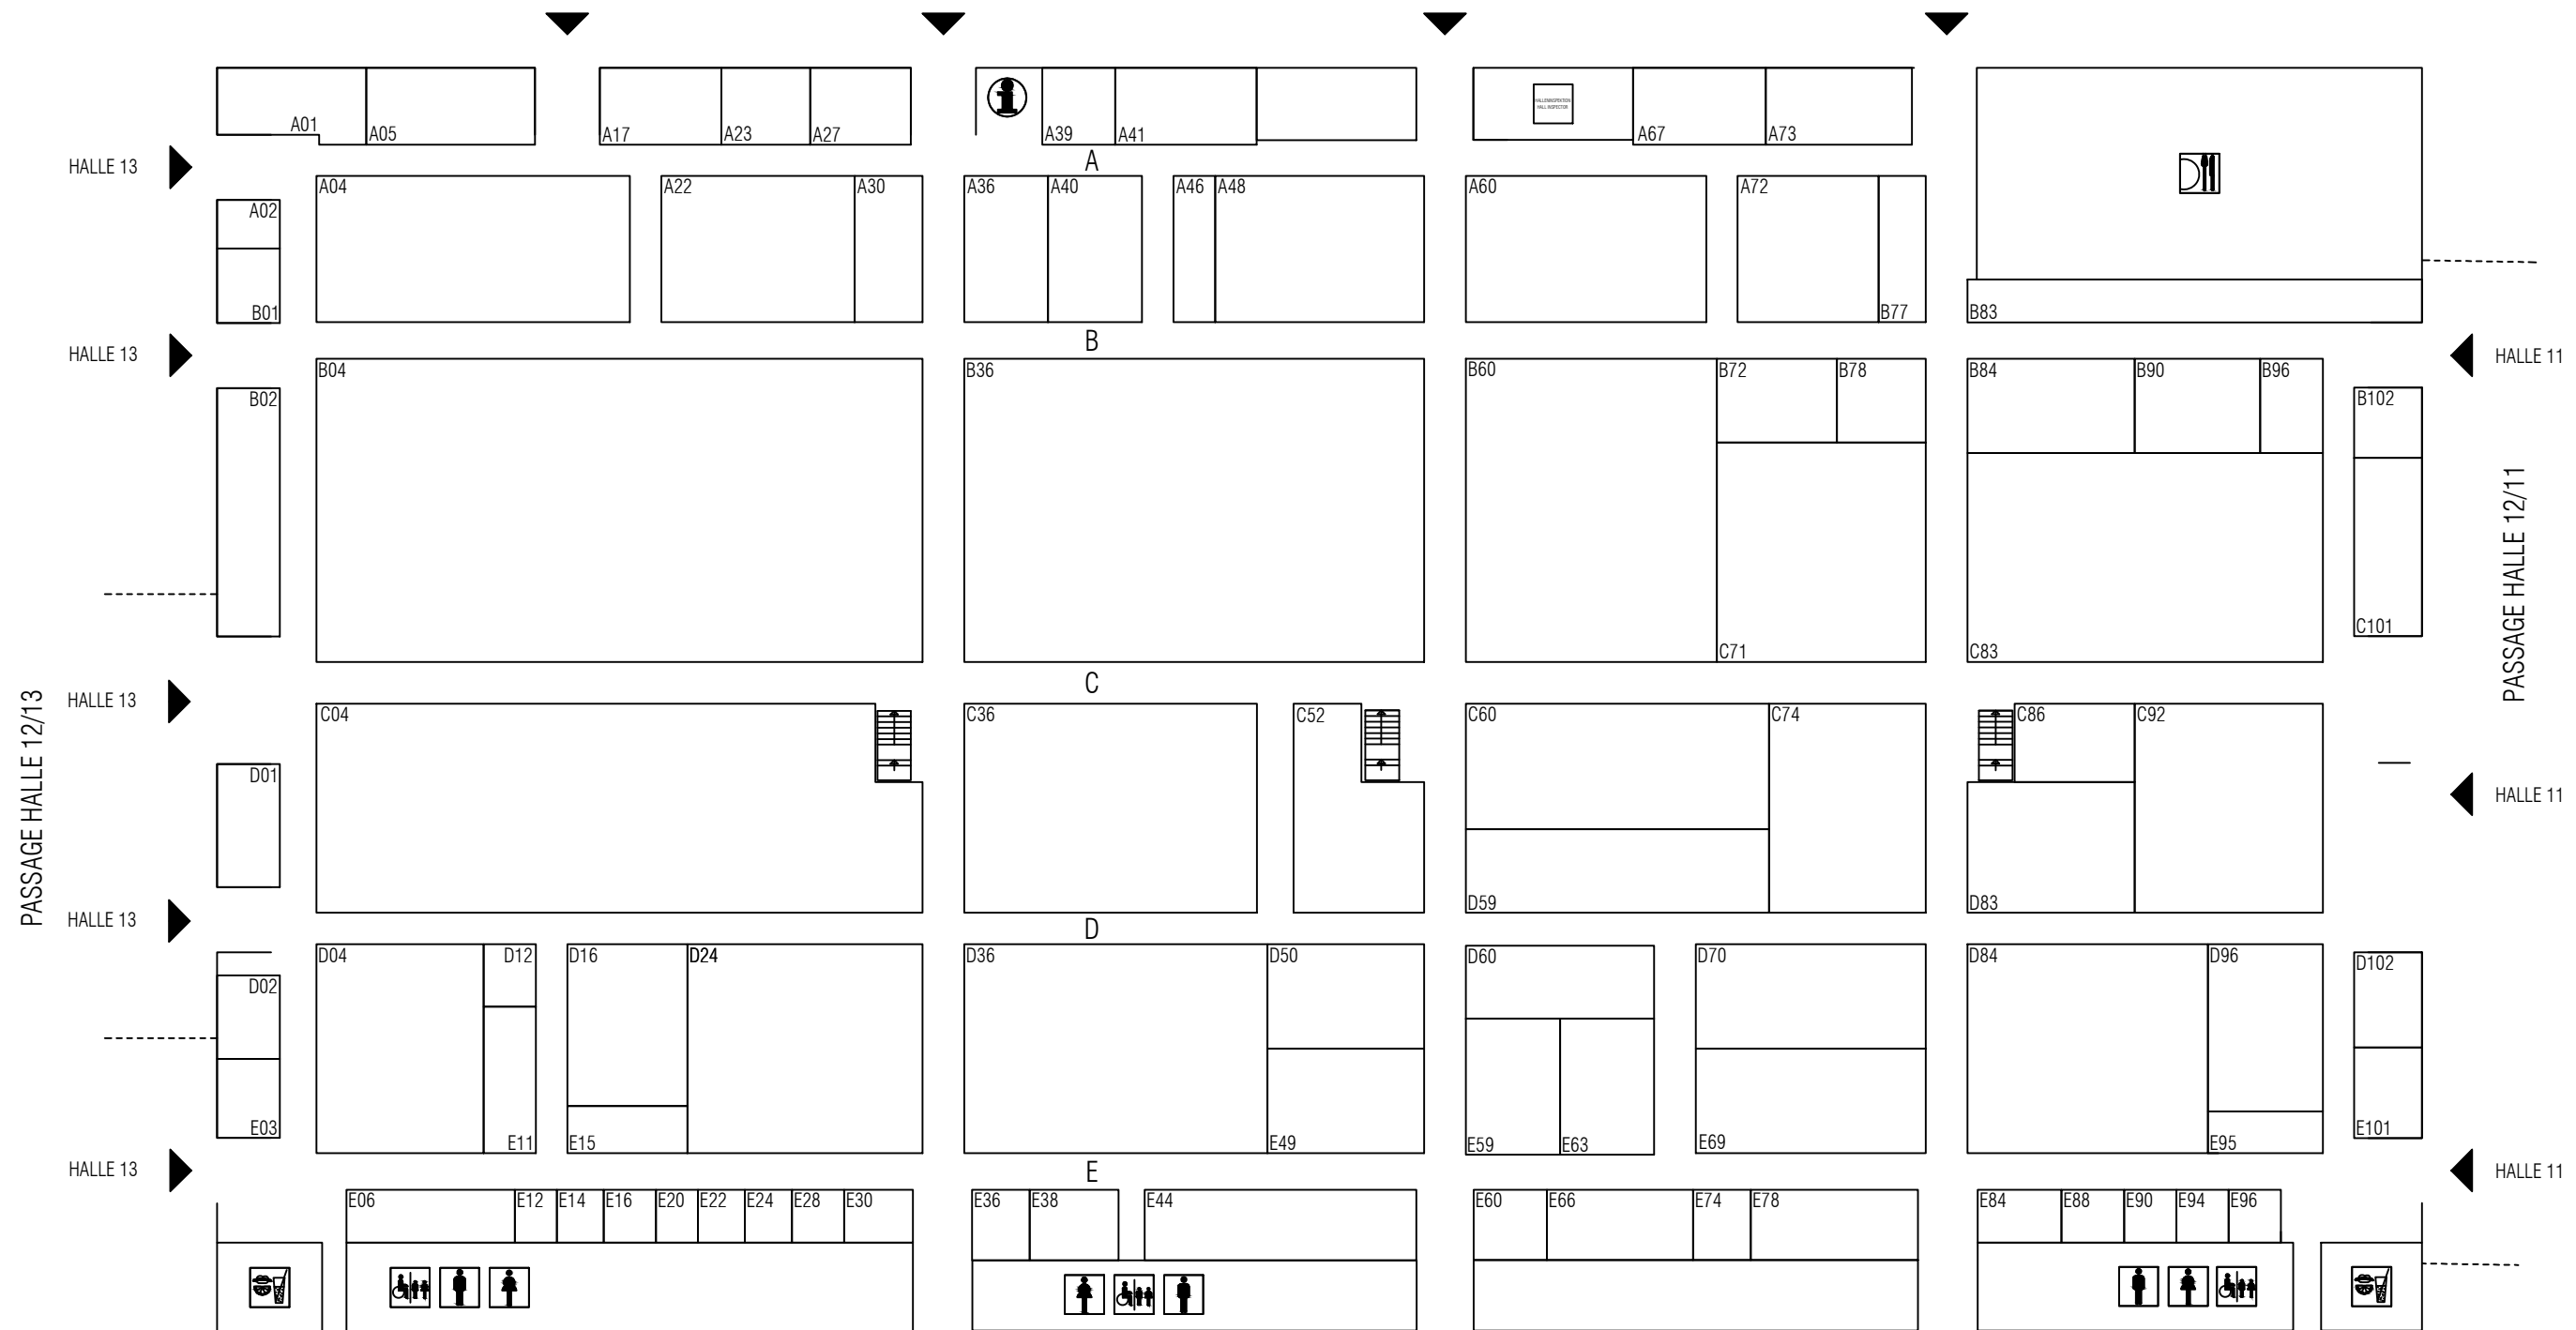 A01
A05
A17
A23
A27
A39
A41
HALLENINSPEKTION
HALL INSPECTOR
A67
A73
HALLE 13
A
A02
A04
A22
A30
A36
A40
A46
A48
A60
A72
B01
B77
B83
HALLE 13
B
HALLE 11
B02
B04
B36
B60
B72
B78
B84
B90
B96
B102
PASSAGE HALLE 12/11
C71
C83
C101
PASSAGE HALLE 12/13
HALLE 13
C
C04
C36
C52
C60
C74
C86
C92
D01
HALLE 11
D59
D83
HALLE 13
D
D02
D04
D12
D16
D24
D36
D50
D60
D70
D84
D96
D102
E03
E11
E15
E49
E59
E63
E69
E95
E101
HALLE 13
E
HALLE 11
E06
E12
E14
E16
E20
E22
E24
E28
E30
E36
E38
E44
E60
E66
E74
E78
E84
E88
E90
E94
E96